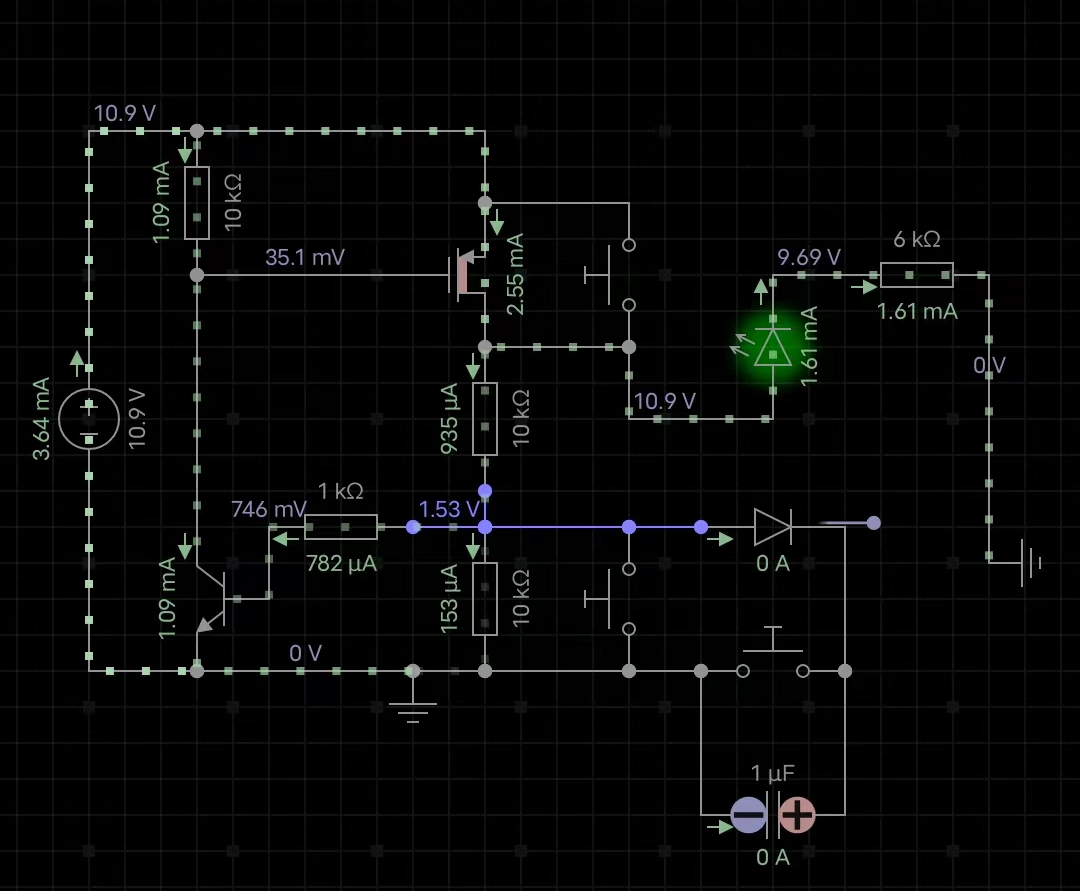 10.9 V
1.09 mA
10 kΩ
35.1 mV
2.55 mA
9.69 V
6 kΩ
1.61 mA
1.61 mA
0 V
3.64 mA
10.9 V
935 µA
10 kΩ
10.9 V
746 mV
1 kΩ
782 µA
1.53 V
0 A
1.09 mA
153 µA
10 kΩ
0 V
1 µF
0 A